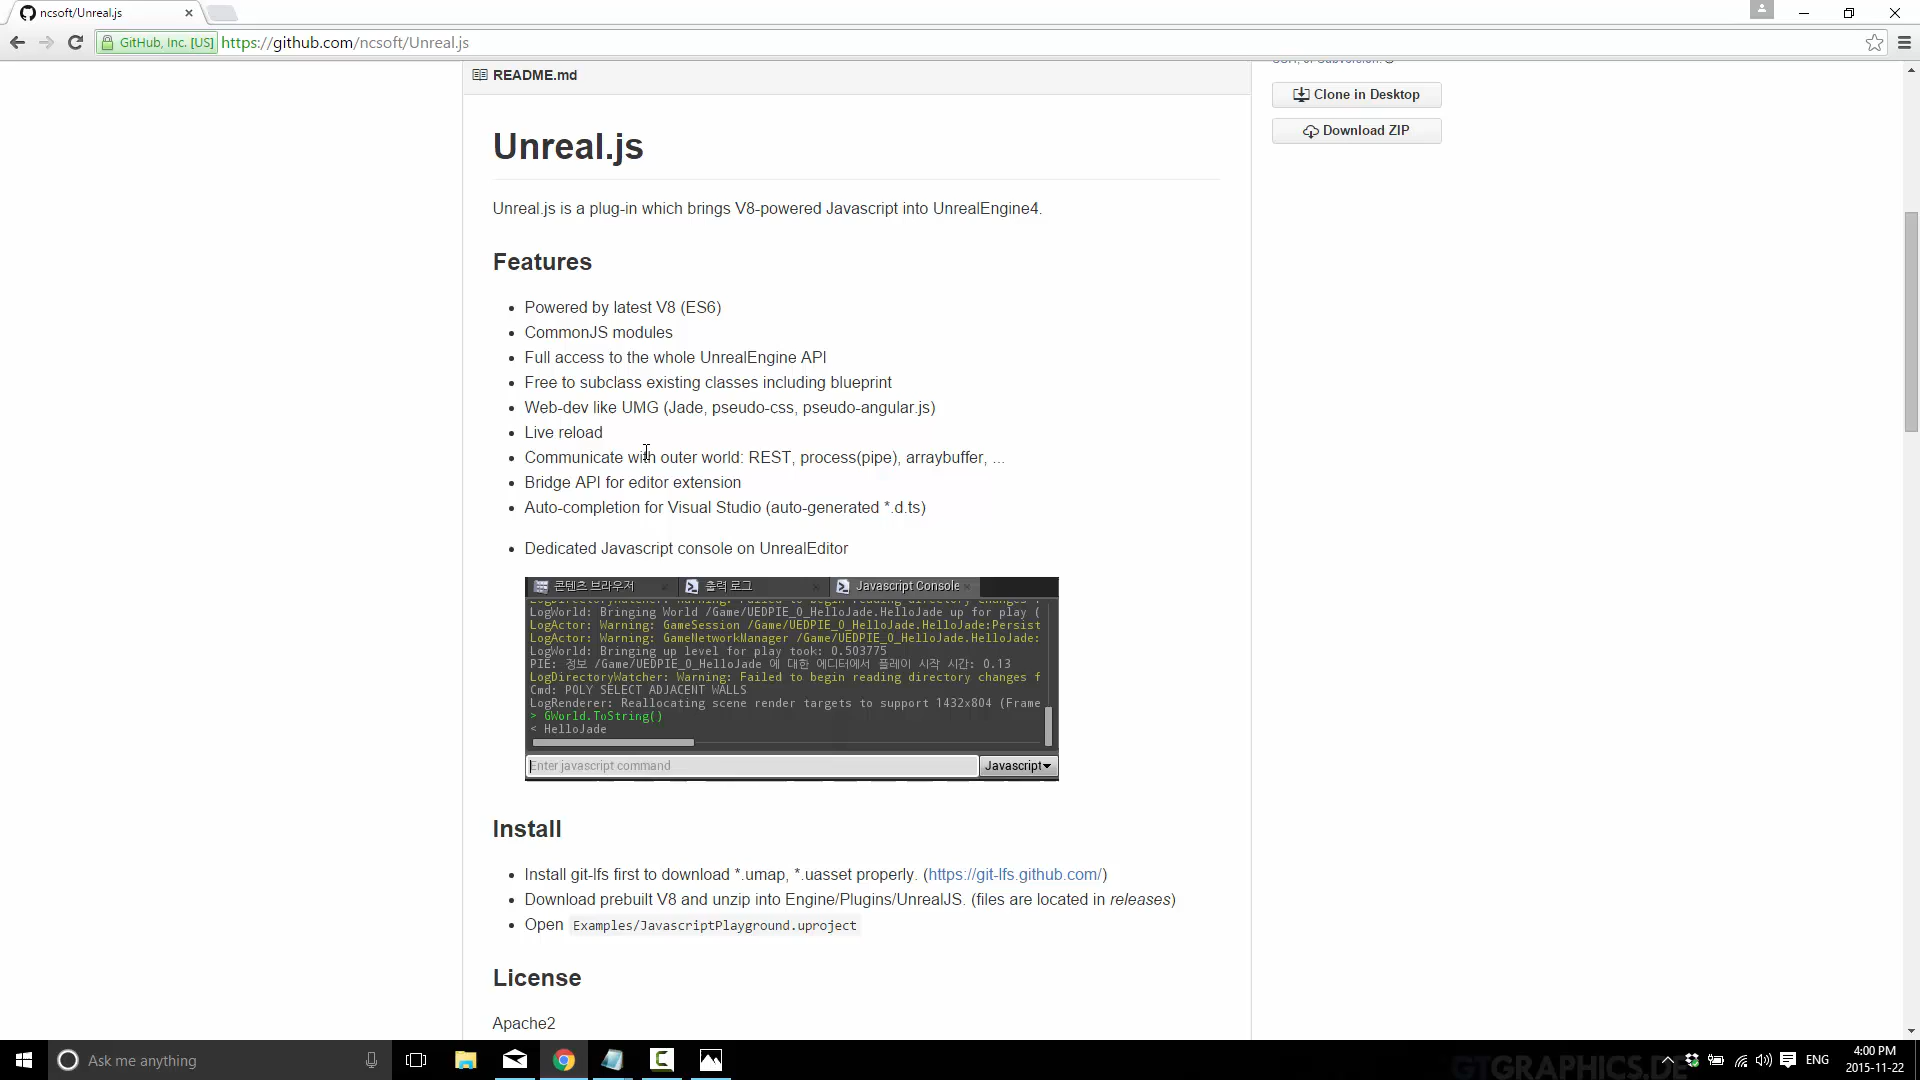 ncsoft/Unreal.js
GitHub, Inc. [US]
https://github.com/ncsoft/Unreal.js
README.md
Clone in Desktop
Download ZIP
Unreal.js
Unreal.js is a plug-in which brings V8-powered Javascript into UnrealEngine4.
Features
Powered by latest V8 (ES6)
CommonJS modules
Full access to the whole UnrealEngine API
Free to subclass existing classes including blueprint
Web-dev like UMG (Jade, pseudo-css, pseudo-angular.js)
Live reload
Communicate with outer world: REST, process(pipe), arraybuffer, ...
Bridge API for editor extension
Auto-completion for Visual Studio (auto-generated *.d.ts)
Dedicated Javascript console on UnrealEditor
콘텐츠 브라우저
출력 로그
Javascript Console
LogDirectoryWatcher: Warning: Failed to begin reading directory changes f
LogWorld: Bringing World /Game/UEDPIE_0_HelloJade.HelloJade up for play (
LogActor: Warning: GameSession /Game/UEDPIE_0_HelloJade.HelloJade:Persist
LogActor: Warning: GameNetworkManager /Game/UEDPIE_0_HelloJade.HelloJade:
LogWorld: Bringing up level for play took: 0.503775
PIE: 정보 /Game/UEDPIE_0_HelloJade 에 대한 에디터에서 플레이 시작 시간: 0.13
LogDirectoryWatcher: Warning: Failed to begin reading directory changes f
Cmd: POLY SELECT ADJACENT WALLS
LogRenderer: Reallocating scene render targets to support 1432x804 (Frame
> GWorld.ToString()
< HelloJade
Enter javascript command
Javascript
Install
Install git-lfs first to download *.umap, *.uasset properly. (https://git-lfs.github.com/)
Download prebuilt V8 and unzip into Engine/Plugins/UnrealJS. (files are located in releases)
Open Examples/JavascriptPlayground.uproject
License
Apache2
Ask me anything
GTGRAPHICS.DE
ENG
4:00 PM
2015-11-22